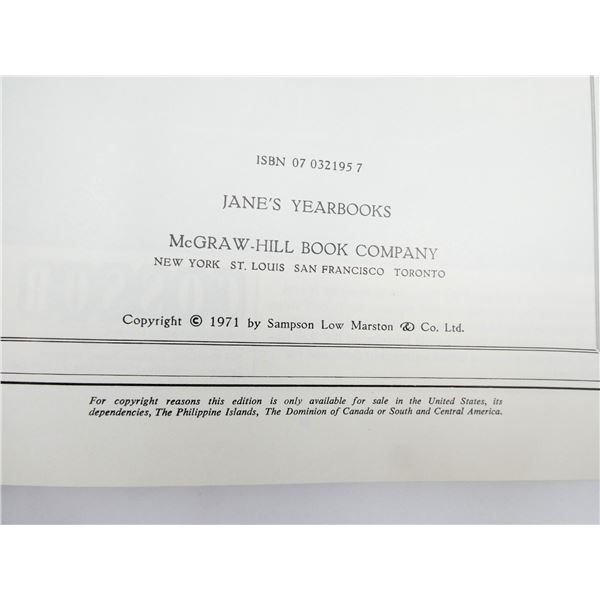 ISBN 07 032195 7
JANE'S YEARBOOKS
McGRAW-HILL BOOK COMPANY
NEW YORK ST. LOUIS SAN FRANCISCO TORONTO
Copyright © 1971 by Sampson Low Marston & Co. Ltd.
For copyright reasons this edition is only available for sale in the United States, its
dependencies, The Philippine Islands, The Dominion of Canada or South and Central America.